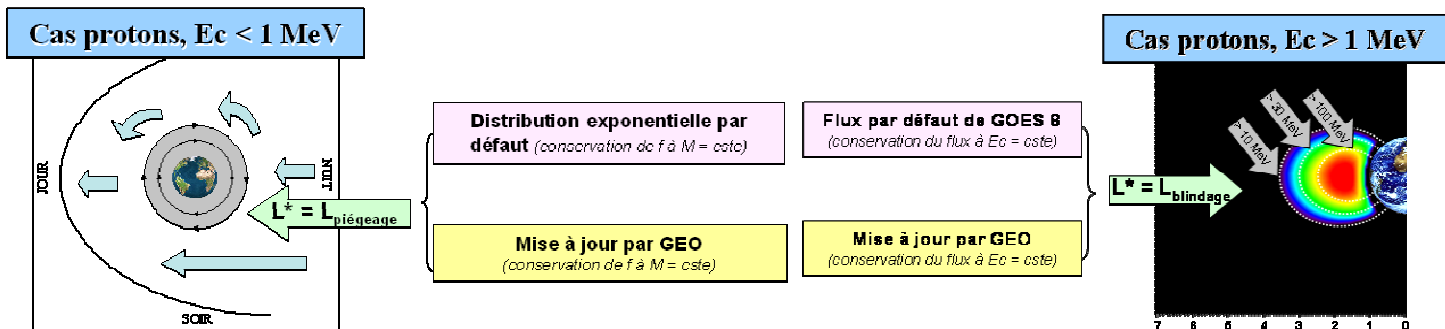 Cas protons, Ec < 1 MeV
JOUR
NUIT
SOIR
L* = Lpiégeage
Distribution exponentielle par
défaut (conservation de f à M = cste)
Mise à jour par GEO
(conservation de f à M = cste)
Flux par défaut de GOES 8
(conservation du flux à Ec = cste)
Mise à jour par GEO
(conservation du flux à Ec = cste)
Cas protons, Ec > 1 MeV
L* = Lblindage
> 10 MeV
> 30 MeV
> 100 MeV
7 6 5 4 3 2 1 0